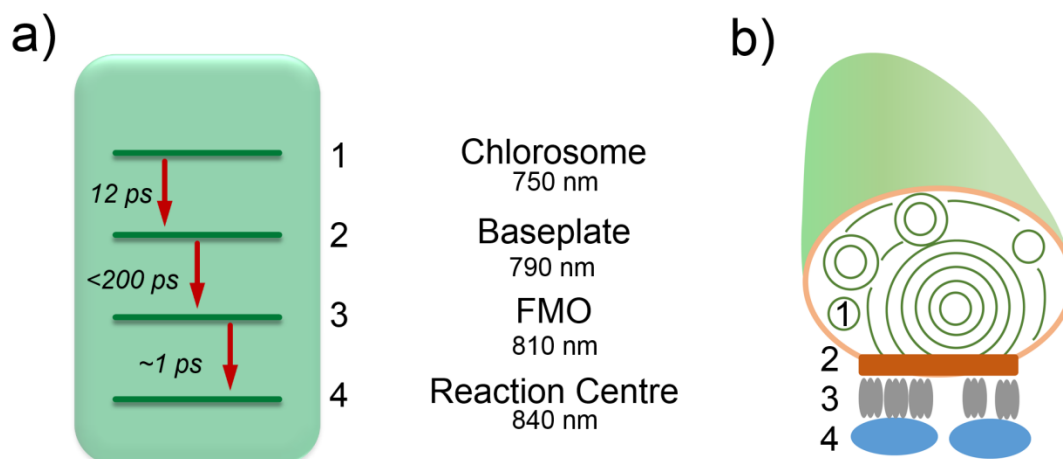 a)
b)
1
Chlorosome
750 nm
12 ps
2
Baseplate
790 nm
<200 ps
3
FMO
810 nm
~1 ps
4
Reaction Centre
840 nm
1
2
3
4